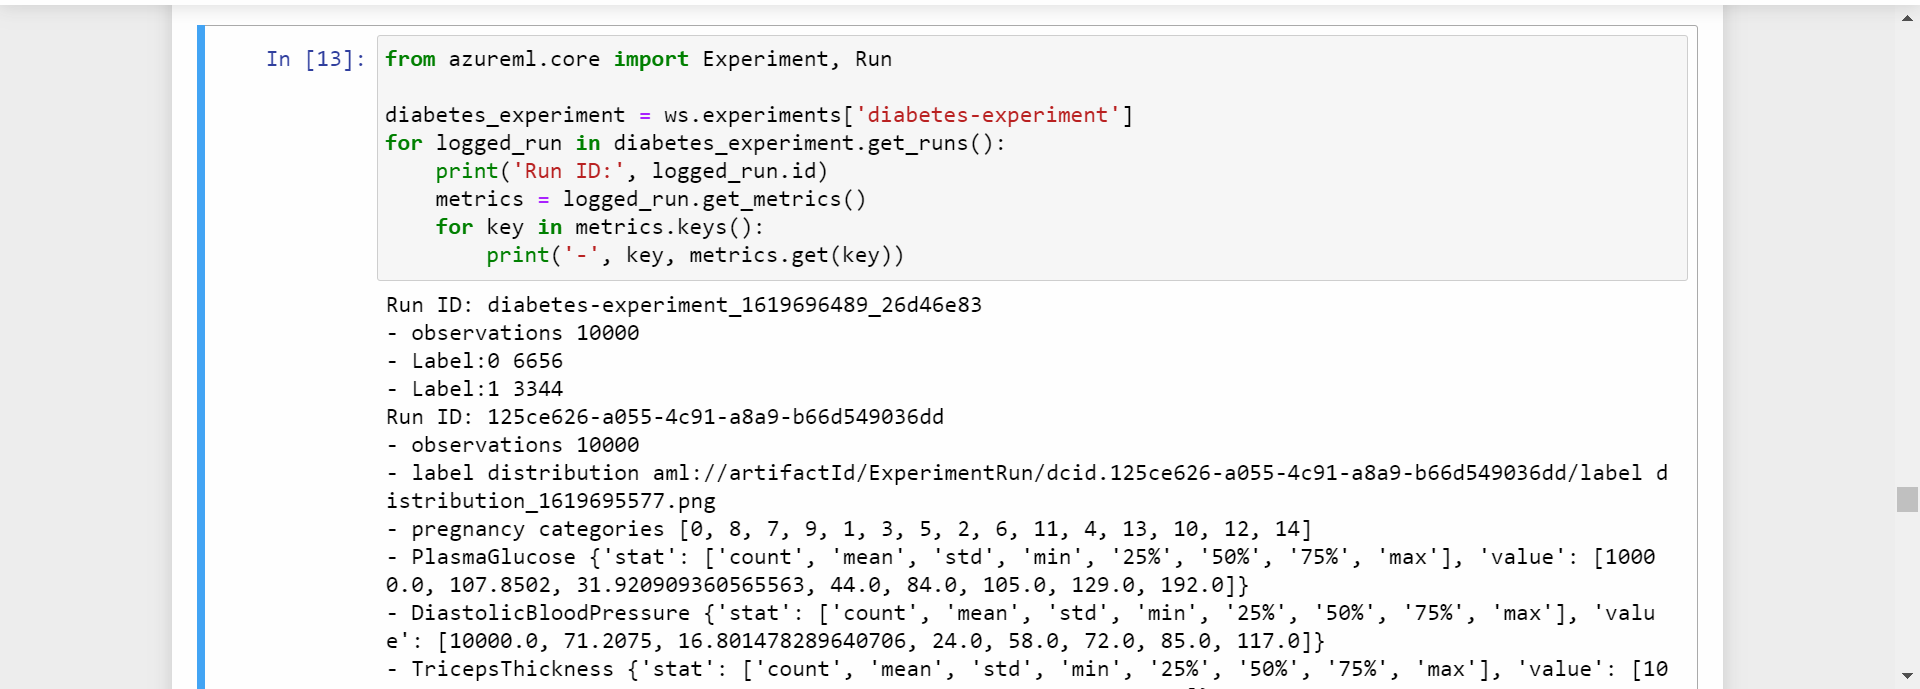 In [13]: from azureml.core import Experiment, Run
diabetes_experiment = ws.experiments['diabetes-experiment']
for logged_run in diabetes_experiment.get_runs():
    print('Run ID:', logged_run.id)
    metrics = logged_run.get_metrics()
    for key in metrics.keys():
        print('-', key, metrics.get(key))
Run ID: diabetes-experiment_1619696489_26d46e83
- observations 10000
- Label:0 6656
- Label:1 3344
Run ID: 125ce626-a055-4c91-a8a9-b66d549036dd
- observations 10000
- label distribution aml://artifactId/ExperimentRun/dcid.125ce626-a055-4c91-a8a9-b66d549036dd/label d
istribution_1619695577.png
- pregnancy categories [0, 8, 7, 9, 1, 3, 5, 2, 6, 11, 4, 13, 10, 12, 14]
- PlasmaGlucose {'stat': ['count', 'mean', 'std', 'min', '25%', '50%', '75%', 'max'], 'value': [1000
0.0, 107.8502, 31.920909360565563, 44.0, 84.0, 105.0, 129.0, 192.0]}
- DiastolicBloodPressure {'stat': ['count', 'mean', 'std', 'min', '25%', '50%', '75%', 'max'], 'valu
e': [10000.0, 71.2075, 16.801478289640706, 24.0, 58.0, 72.0, 85.0, 117.0]}
- TricepsThickness {'stat': ['count', 'mean', 'std', 'min', '25%', '50%', '75%', 'max'], 'value': [10